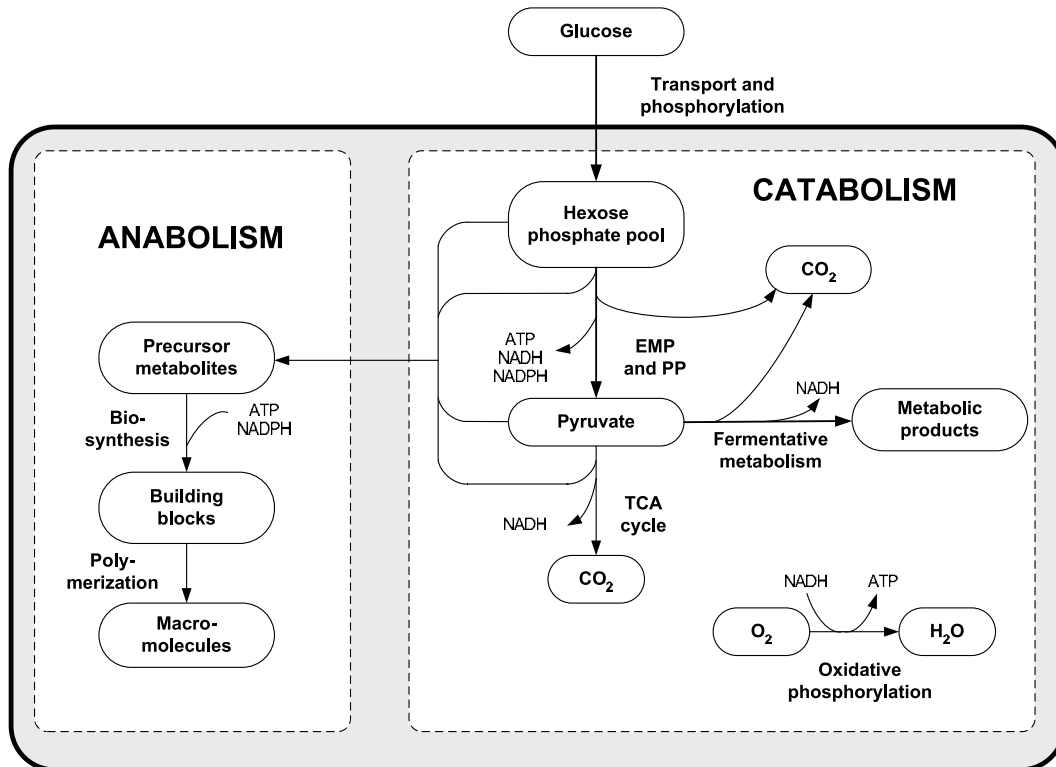 Glucose
Transport and
phosphorylation
ANABOLISM
CATABOLISM
Hexose
phosphate pool
CO₂
ATP
NADH
NADPH
EMP
and PP
Precursor
metabolites
Bio-
synthesis
ATP
NADPH
Pyruvate
NADH
Fermentative
metabolism
Metabolic
products
Building
blocks
NADH
TCA
cycle
CO₂
Poly-
merization
Macro-
molecules
NADH
ATP
O₂
H₂O
Oxidative
phosphorylation